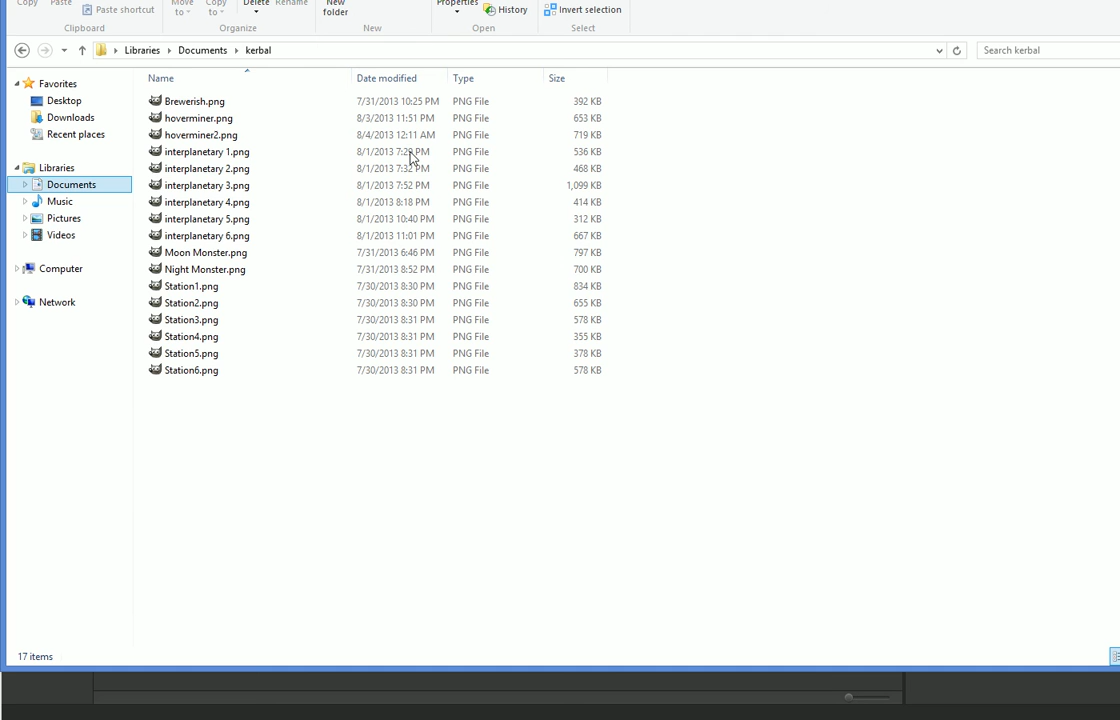 Copy Paste Paste shortcut Move to Copy to Delete Rename New folder Properties History Invert selection
Clipboard Organize New Open Select
Libraries Documents kerbal Search kerbal
Name Date modified Type Size
Favorites
Desktop
Downloads
Recent places
Libraries
Documents
Music
Pictures
Videos
Computer
Network
Brewerish.png 7/31/2013 10:25 PM PNG File 392 KB
hoverminer.png 8/3/2013 11:51 PM PNG File 653 KB
hoverminer2.png 8/4/2013 12:11 AM PNG File 719 KB
interplanetary 1.png 8/1/2013 PM PNG File 536 KB
interplanetary 2.png 8/1/2013 7:32 PM PNG File 468 KB
interplanetary 3.png 8/1/2013 7:52 PM PNG File 1,099 KB
interplanetary 4.png 8/1/2013 8:18 PM PNG File 414 KB
interplanetary 5.png 8/1/2013 10:40 PM PNG File 312 KB
interplanetary 6.png 8/1/2013 11:01 PM PNG File 667 KB
Moon Monster.png 7/31/2013 6:46 PM PNG File 797 KB
Night Monster.png 7/31/2013 8:52 PM PNG File 700 KB
Station1.png 7/30/2013 8:30 PM PNG File 834 KB
Station2.png 7/30/2013 8:30 PM PNG File 655 KB
Station3.png 7/30/2013 8:31 PM PNG File 578 KB
Station4.png 7/30/2013 8:31 PM PNG File 355 KB
Station5.png 7/30/2013 8:31 PM PNG File 378 KB
Station6.png 7/30/2013 8:31 PM PNG File 578 KB
17 items